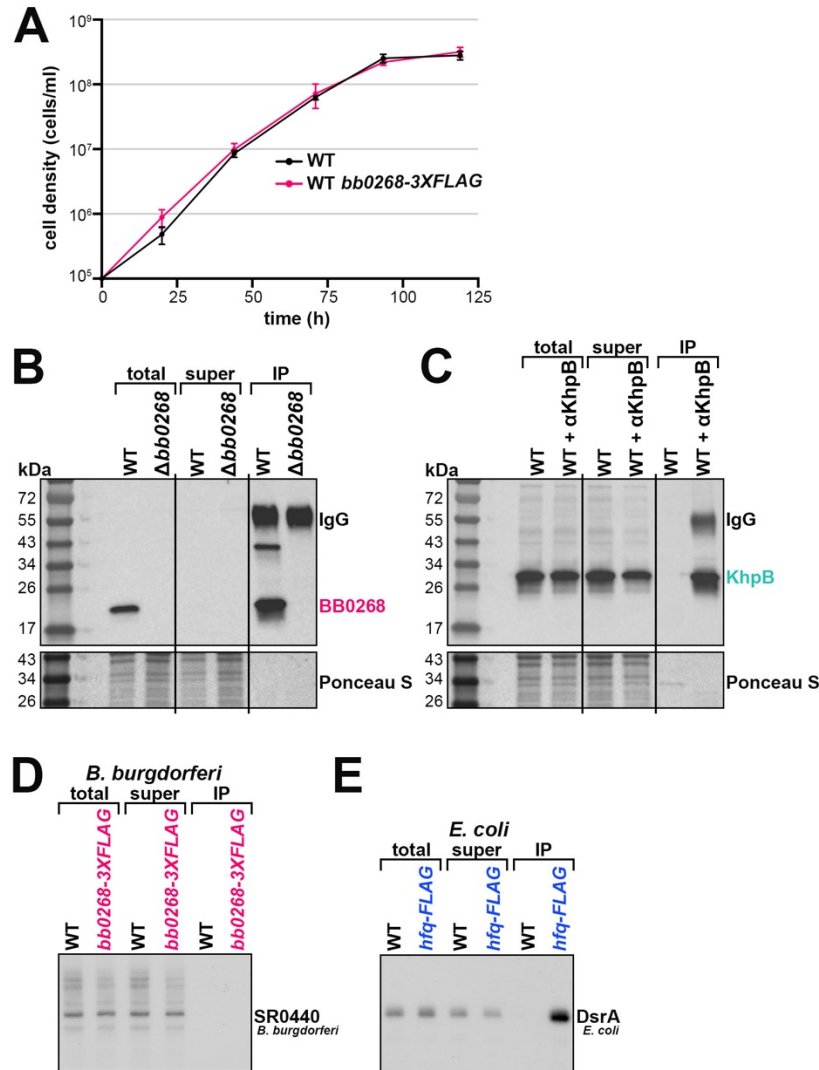 A
cell density (cells/ml)
10⁹
10⁸
10⁷
10⁶
10⁵
WT
WT bb0268-3XFLAG
0 25 50 75 100 125
time (h)
B
total super IP
WT Δbb0268 WT Δbb0268 WT Δbb0268
kDa
72
55 IgG
43
34
26 BB0268
17
43
34 Ponceau S
26
C
total super IP
WT WT + αKhpB WT WT + αKhpB WT WT + αKhpB
kDa
72
55 IgG
43
34 KhpB
26
17
43
34 Ponceau S
26
D
B. burgdorferi
total super IP
WT bb0268-3XFLAG WT bb0268-3XFLAG WT bb0268-3XFLAG
SR0440
B. burgdorferi
E
E. coli
total super IP
WT hfq-FLAG WT hfq-FLAG WT hfq-FLAG
DsrA
E. coli